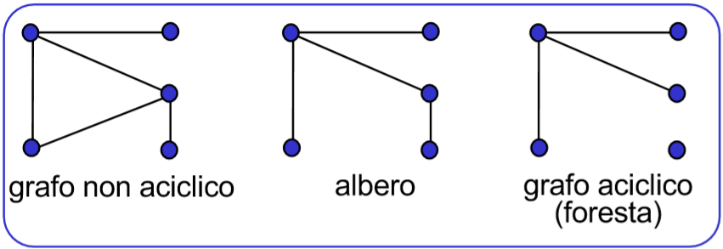 grafo non aciclico
albero
grafo aciclico
(foresta)